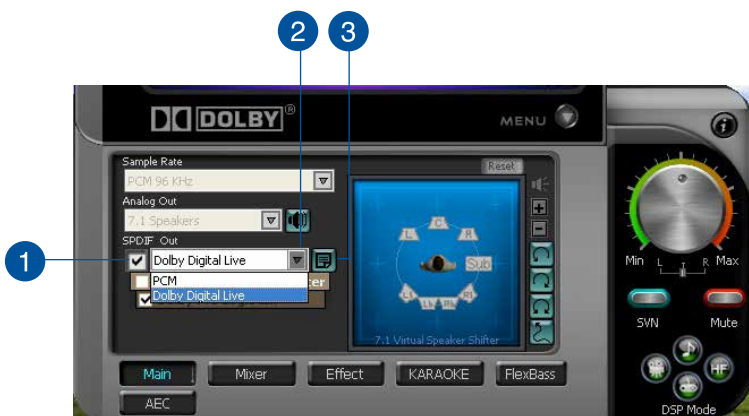 2 3
DOLBY®
MENU
Sample Rate
Reset
PCM 96 KHz
Analog Out
7.1 Speakers
SPDIF Out
1
Dolby Digital Live
PCM
Dolby Digital Live
C
L R
Sub
Ls Lb Rb Rs
7.1 Virtual Speaker Shifter
Min L R Max
SVN Mute
HF
DSP Mode
Main Mixer Effect KARAOKE FlexBass
AEC